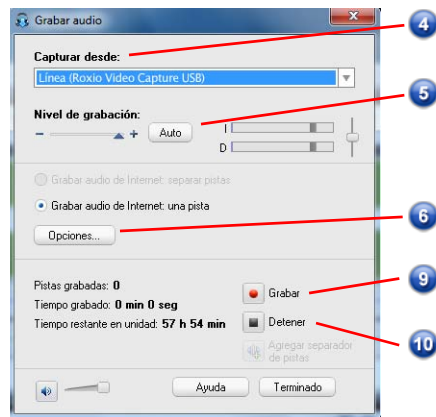 Grabar audio
4
Capturar desde:
Línea (Roxio Video Capture USB)
5
Nivel de grabación:
- + Auto
I
D
Grabar audio de Internet: separar pistas
Grabar audio de Internet: una pista
6
Opciones...
Pistas grabadas: 0
Grabar
9
Tiempo grabado: 0 min 0 seg
Tiempo restante en unidad: 57 h 54 min
Detener
10
Agregar separador
de pistas
Ayuda
Terminado